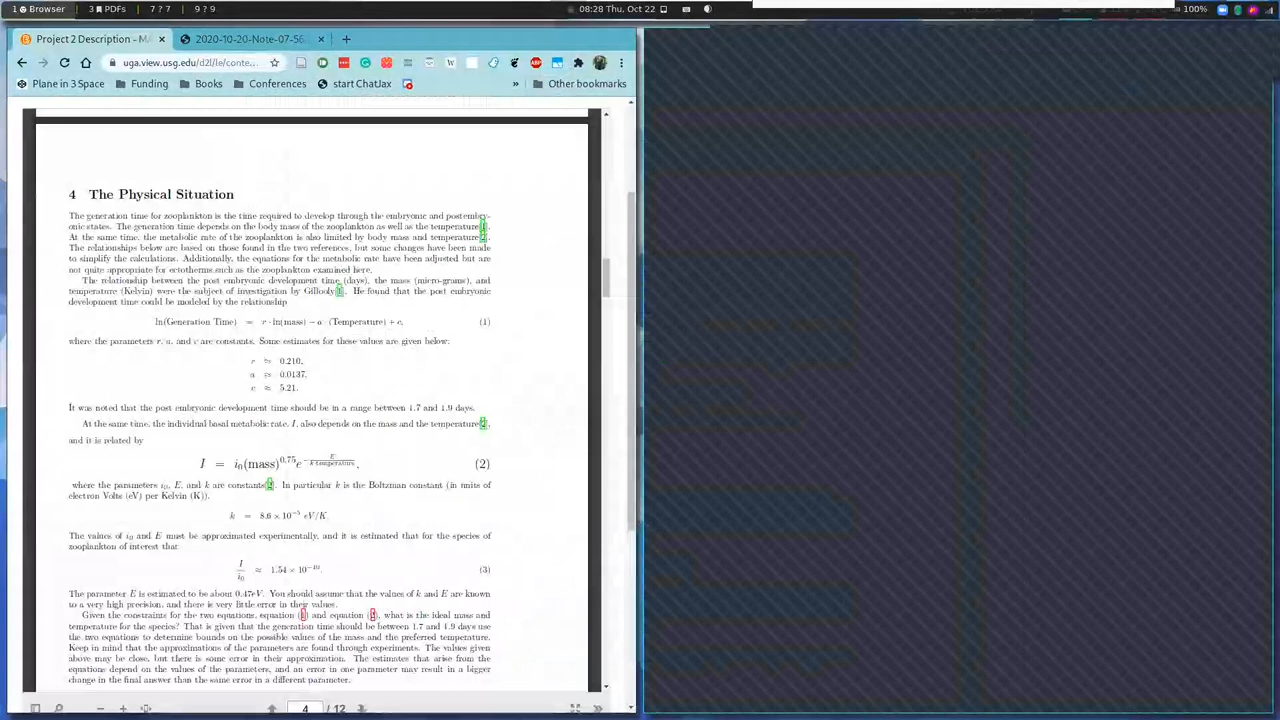 1 Browser
3 PDFs
7 ? 7
9 ? 9
08:28 Thu, Oct 22
100%
Project 2 Description - MA
2020-10-20-Note-07-56
uga.view.usg.edu/d2l/le/conte...
Plane in 3 Space
Funding
Books
Conferences
start ChatJax
»
Other bookmarks
4 The Physical Situation
The generation time for zooplankton is the time required to develop through the embryonic and postembry-
onic states. The generation time depends on the body mass of the zooplankton as well as the temperature[1].
At the same time, the metabolic rate of the zooplankton is also limited by body mass and temperature[2].
The relationships below are based on those found in the two references, but some changes have been made
to simplify the calculations. Additionally, the equations for the metabolic rate have been adjusted but are
not quite appropriate for ectotherms such as the zooplankton examined here.
The relationship between the post embryonic development time (days), the mass (micro-grams), and
temperature (Kelvin) were the subject of investigation by Gillooly[1]. He found that the post embryonic
development time could be modeled by the relationship
ln(Generation Time) = r · ln(mass) − a · (Temperature) + c, (1)
where the parameters r, a, and c are constants. Some estimates for these values are given below:
r ≈ 0.210,
a ≈ 0.0137,
c ≈ 5.21.
It was noted that the post embryonic development time should be in a range between 1.7 and 1.9 days.
At the same time, the individual basal metabolic rate, I, also depends on the mass and the temperature[2],
and it is related by
I = i₀(mass)^0.75 e^(−E/(k·temperature)), (2)
where the parameters i₀, E, and k are constants[2]. In particular k is the Boltzman constant (in units of
electron Volts (eV) per Kelvin (K)).
k = 8.6 × 10⁻⁵ eV/K.
The values of i₀ and E must be approximated experimentally, and it is estimated that for the species of
zooplankton of interest that
I/i₀ ≈ 1.54 × 10⁻¹⁰. (3)
The parameter E is estimated to be about 0.47eV. You should assume that the values of k and E are known
to a very high precision, and there is very little error in their values.
Given the constraints for the two equations, equation (1) and equation (2), what is the ideal mass and
temperature for the species? That is given that the generation time should be between 1.7 and 1.9 days use
the two equations to determine bounds on the possible values of the mass and the preferred temperature.
Keep in mind that the approximations of the parameters are found through experiments. The values given
above may be close, but there is some error in their approximation. The estimates that arise from the
equations depend on the values of the parameters, and an error in one parameter may result in a bigger
change in the final answer than the same error in a different parameter.
4 / 12